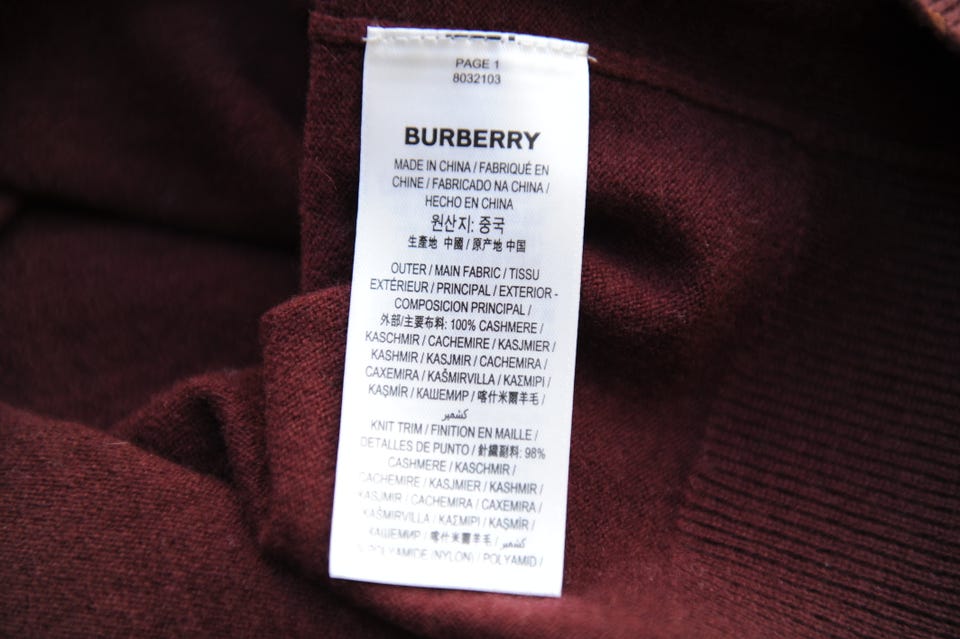 PAGE 1
8032103
BURBERRY
MADE IN CHINA / FABRIQUÉ EN
CHINE / FABRICADO NA CHINA /
HECHO EN CHINA
원산지: 중국
生產地 中國 / 原产地 中国
OUTER / MAIN FABRIC / TISSU
EXTÉRIEUR / PRINCIPAL / EXTERIOR -
COMPOSICION PRINCIPAL /
外部/主要布料: 100% CASHMERE /
KASCHMIR / CACHEMIRE / KASJMIER /
KASHMIR / KASJMIR / CACHEMIRA /
CAXEMIRA / KAŠMIRVILLA / ΚΑΣΜΙΡΙ /
KAŞMİR / КАШЕМИР / 喀什米爾羊毛 /
كشمير
KNIT TRIM / FINITION EN MAILLE /
DETALLES DE PUNTO / 針織副料: 98%
CASHMERE / KASCHMIR /
CACHEMIRE / KASJMIER / KASHMIR /
KASJMIR / CACHEMIRA / CAXEMIRA /
KAŠMIRVILLA / ΚΑΣΜΙΡΙ / KAŞMİR /
КАШЕМИР / 喀什米爾羊毛 / كشمير
POLYAMIDE (NYLON) / POLYAMID /